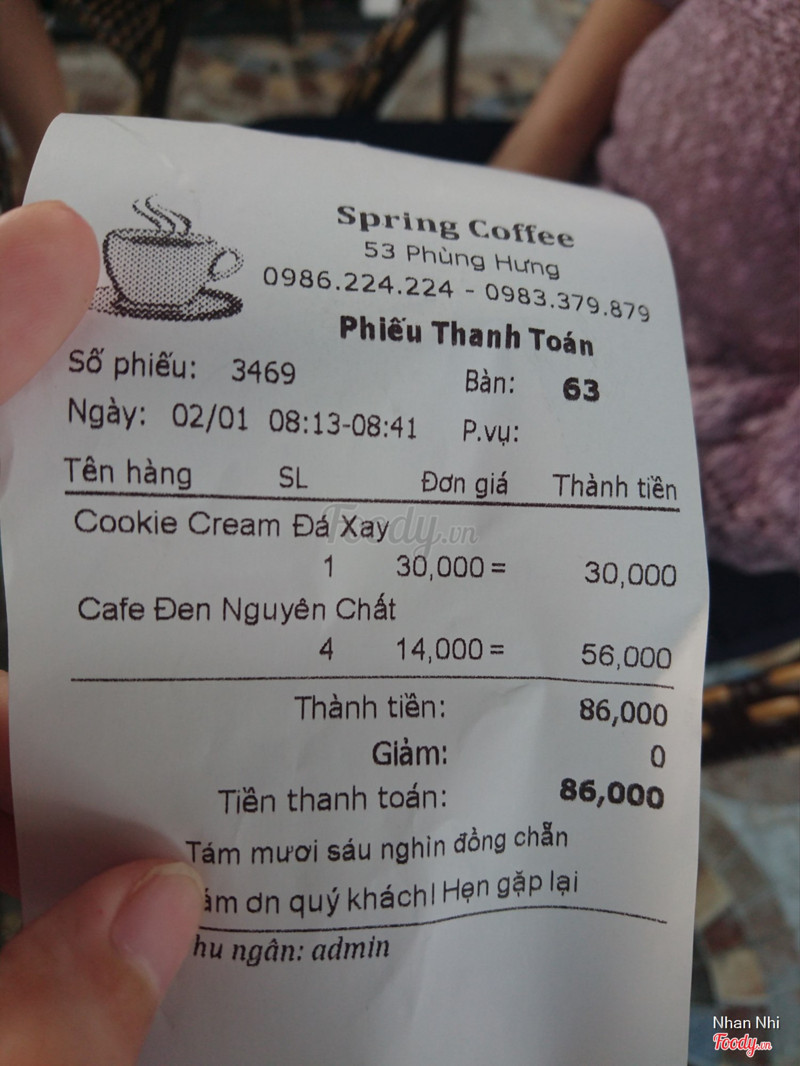 Spring Coffee
53 Phùng Hưng
0986.224.224 - 0983.379.879
Phiếu Thanh Toán
Số phiếu: 3469 Bàn: 63
Ngày: 02/01 08:13-08:41 P.vụ:
Tên hàng SL Đơn giá Thành tiền
Cookie Cream Đá Xay
1 30,000 = 30,000
Cafe Đen Nguyên Chất
4 14,000 = 56,000
Thành tiền: 86,000
Giảm: 0
Tiền thanh toán: 86,000
Tám mươi sáu nghìn đồng chẵn
ơn quý khách! Hẹn gặp lại
ngân: admin
Foody.vn
Nhan Nhi
Foody.vn